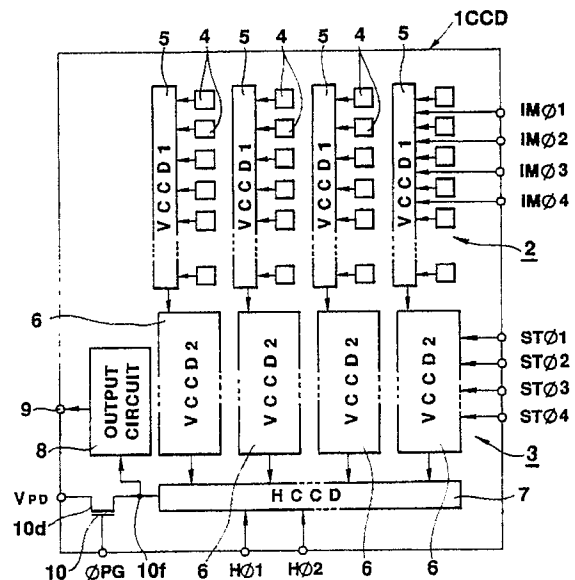 1CCD
5 4 5 4 5 4 5
VCCD1 VCCD1 VCCD1 VCCD1
IMØ1
IMØ2
IMØ3
IMØ4
2
6
VCCD2 VCCD2 VCCD2 VCCD2
STØ1
STØ2
STØ3
STØ4
OUTPUT
CIRCUIT
9
8
3
HCCD
7
VPD
10d
10 10f 6 6 6
ØPG HØ1 HØ2